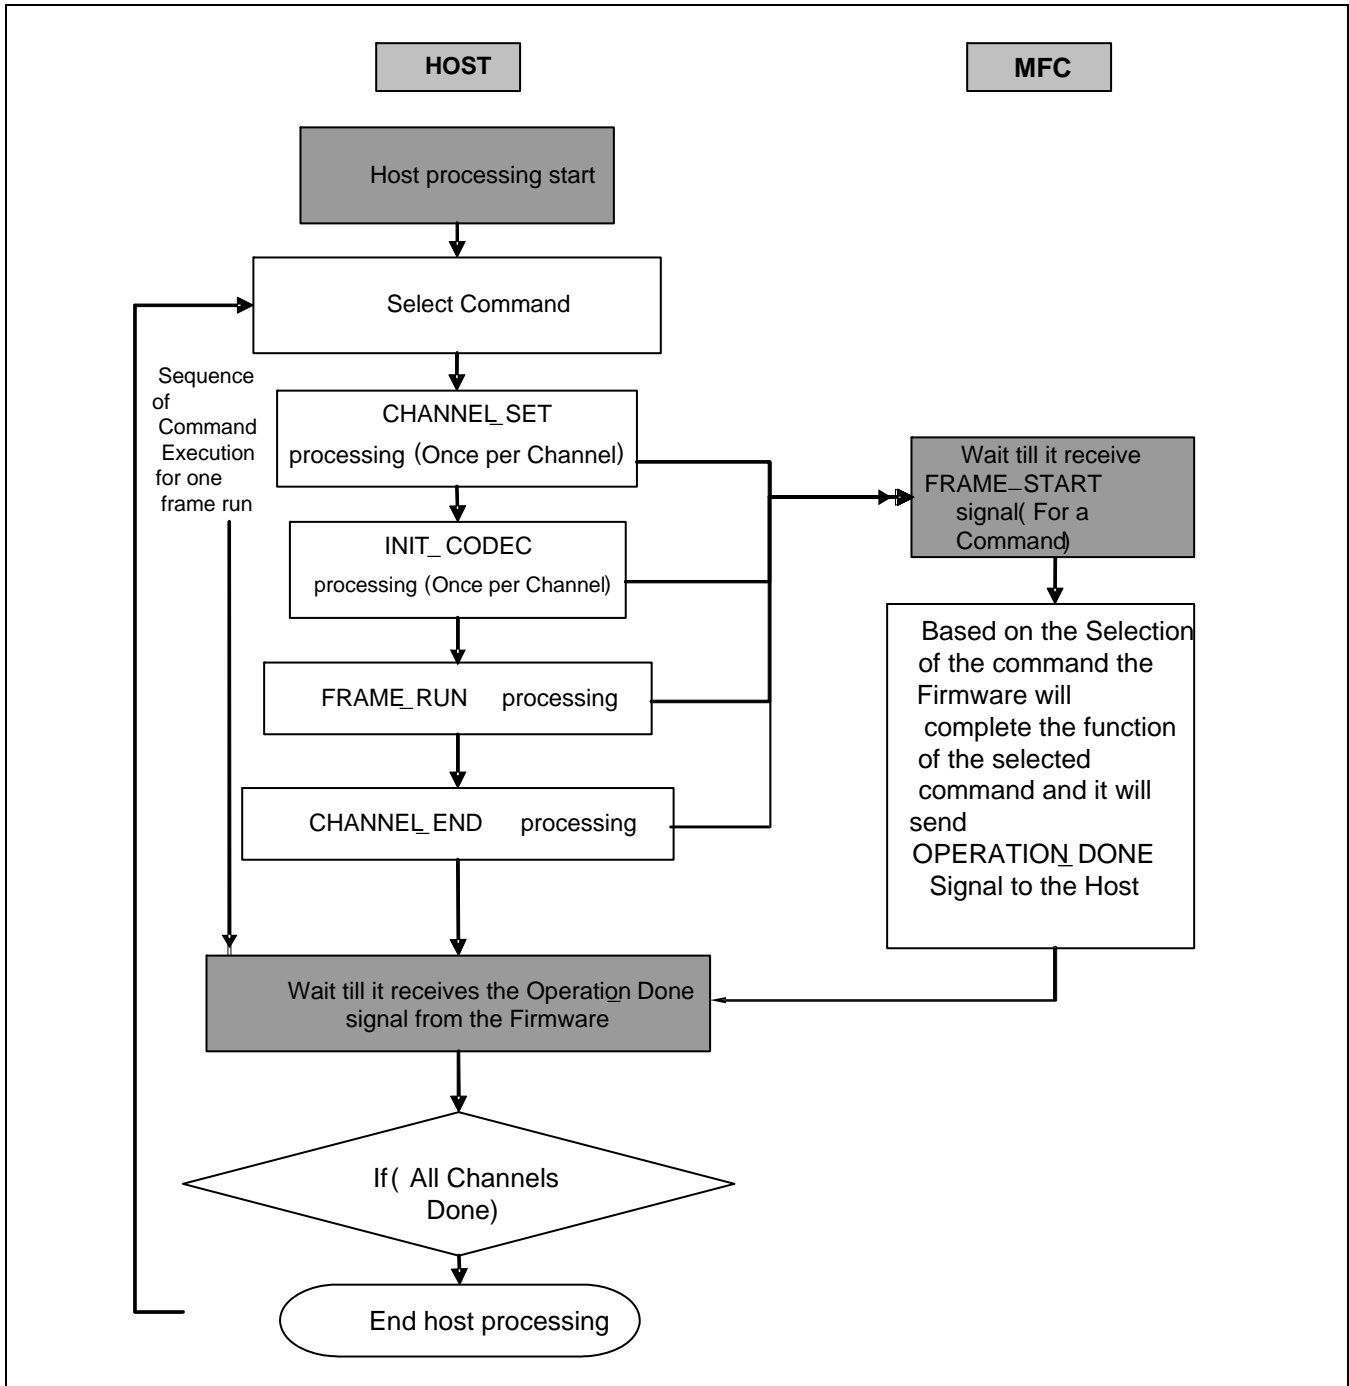 HOST
MFC
Host processing start
Select Command
Sequence
of
Command
Execution
for one
frame run
CHANNEL_SET
processing (Once per Channel)
INIT_CODEC
processing (Once per Channel)
FRAME_RUN processing
CHANNEL_END processing
Wait till it receive
FRAME_START
signal( For a
Command)
Based on the Selection
of the command the
Firmware will
complete the function
of the selected
command and it will
send
OPERATION_DONE
Signal to the Host
Wait till it receives the Operation Done
signal from the Firmware
If( All Channels
Done)
End host processing